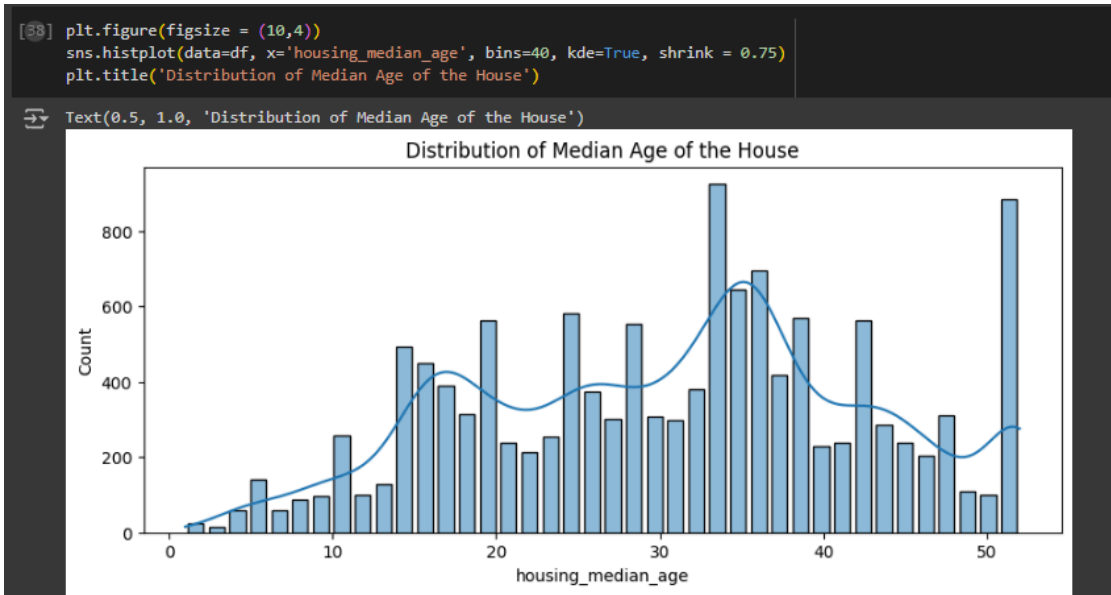 [38] plt.figure(figsize = (10,4))
sns.histplot(data=df, x='housing_median_age', bins=40, kde=True, shrink = 0.75)
plt.title('Distribution of Median Age of the House')
Text(0.5, 1.0, 'Distribution of Median Age of the House')
Distribution of Median Age of the House
800
600
400
200
0
Count
0 10 20 30 40 50
housing_median_age